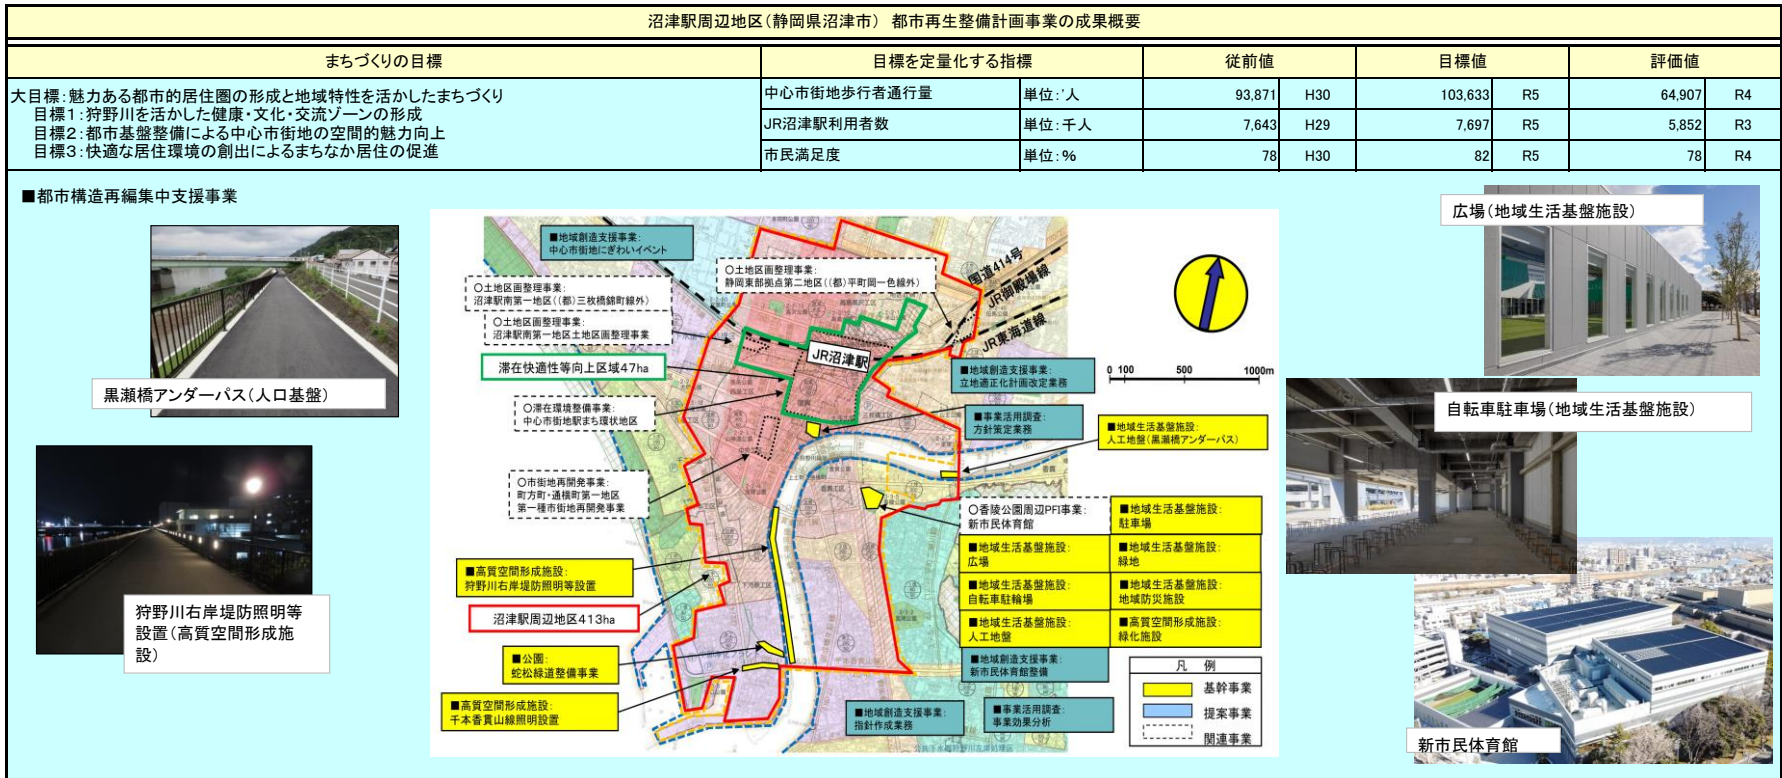 沼津駅周辺地区(静岡県沼津市) 都市再生整備計画事業の成果概要
まちづくりの目標 目標を定量化する指標 従前値 目標値 評価値
大目標:魅力ある都市的居住圏の形成と地域特性を活かしたまちづくり
目標1:狩野川を活かした健康・文化・交流ゾーンの形成
目標2:都市基盤整備による中心市街地の空間的魅力向上
目標3:快適な居住環境の創出によるまちなか居住の促進
中心市街地歩行者通行量 単位:人 93,871 H30 103,633 R5 64,907 R4
JR沼津駅利用者数 単位:千人 7,643 H29 7,697 R5 5,852 R3
市民満足度 単位:% 78 H30 82 R5 78 R4
■都市構造再編集中支援事業
黒瀬橋アンダーパス(人口基盤)
狩野川右岸堤防照明等
設置(高質空間形成施
設)
■地域創造支援事業:
中心市街地にぎわいイベント
○土地区画整理事業:
沼津駅南第一地区((都)三枚橋錦町線外)
○土地区画整理事業:
沼津駅南第一地区土地区画整理事業
○土地区画整理事業:
静岡東部拠点第二地区((都)平町岡一色線外)
国道414号
JR御殿場線
JR東海道線
JR沼津駅
滞在快適性等向上区域47ha
○滞在環境整備事業:
中心市街地駅まち環状地区
○市街地再開発事業:
町方町・通横町第一地区
第一種市街地再開発事業
■高質空間形成施設:
狩野川右岸堤防照明等設置
沼津駅周辺地区413ha
■公園:
蛇松緑道整備事業
■高質空間形成施設:
千本香貫山線照明設置
0 100 500 1000m
■地域創造支援事業:
立地適正化計画改定業務
■事業活用調査:
方針策定業務
■地域生活基盤施設:
人工地盤(黒瀬橋アンダーパス)
○香陵公園周辺PFI事業:
新市民体育館
■地域生活基盤施設:
駐車場
■地域生活基盤施設:
広場
■地域生活基盤施設:
緑地
■地域生活基盤施設:
自転車駐輪場
■地域生活基盤施設:
地域防災施設
■地域生活基盤施設:
人工地盤
■高質空間形成施設:
緑化施設
■地域創造支援事業:
新市民体育館整備
■地域創造支援事業:
指針作成業務
■事業活用調査:
事業効果分析
凡 例
基幹事業
提案事業
関連事業
広場(地域生活基盤施設)
自転車駐車場(地域生活基盤施設)
新市民体育館